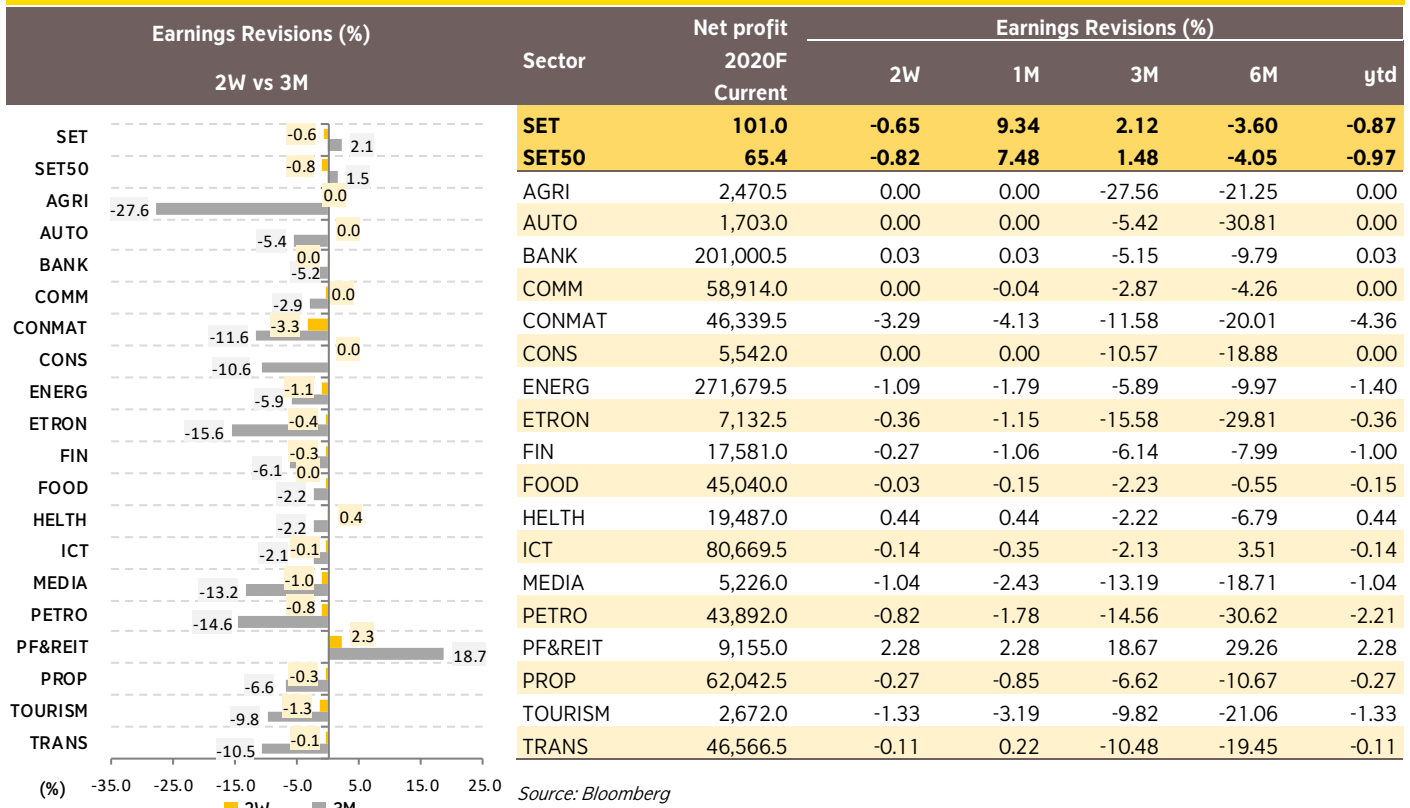 Earnings Revisions (%)
2W vs 3M
SET
-0.6
2.1
SET50
-0.8
1.5
AGRI
0.0
-27.6
AUTO
0.0
-5.4
BANK
0.0
-5.2
COMM
0.0
-2.9
CONMAT
-3.3
-11.6
CONS
0.0
-10.6
ENERG
-1.1
-5.9
ETRON
-0.4
-15.6
FIN
-0.3
-6.1
FOOD
0.0
-2.2
HELTH
0.4
-2.2
ICT
-0.1
-2.1
MEDIA
-1.0
-13.2
PETRO
-0.8
-14.6
PF&REIT
2.3
18.7
PROP
-0.3
-6.6
TOURISM
-1.3
-9.8
TRANS
-0.1
-10.5
(%) -35.0 -25.0 -15.0 -5.0 5.0 15.0 25.0
2W 3M
Sector
Net profit
2020F
Current
Earnings Revisions (%)
2W 1M 3M 6M ytd
SET 101.0 -0.65 9.34 2.12 -3.60 -0.87
SET50 65.4 -0.82 7.48 1.48 -4.05 -0.97
AGRI 2,470.5 0.00 0.00 -27.56 -21.25 0.00
AUTO 1,703.0 0.00 0.00 -5.42 -30.81 0.00
BANK 201,000.5 0.03 0.03 -5.15 -9.79 0.03
COMM 58,914.0 0.00 -0.04 -2.87 -4.26 0.00
CONMAT 46,339.5 -3.29 -4.13 -11.58 -20.01 -4.36
CONS 5,542.0 0.00 0.00 -10.57 -18.88 0.00
ENERG 271,679.5 -1.09 -1.79 -5.89 -9.97 -1.40
ETRON 7,132.5 -0.36 -1.15 -15.58 -29.81 -0.36
FIN 17,581.0 -0.27 -1.06 -6.14 -7.99 -1.00
FOOD 45,040.0 -0.03 -0.15 -2.23 -0.55 -0.15
HELTH 19,487.0 0.44 0.44 -2.22 -6.79 0.44
ICT 80,669.5 -0.14 -0.35 -2.13 3.51 -0.14
MEDIA 5,226.0 -1.04 -2.43 -13.19 -18.71 -1.04
PETRO 43,892.0 -0.82 -1.78 -14.56 -30.62 -2.21
PF&REIT 9,155.0 2.28 2.28 18.67 29.26 2.28
PROP 62,042.5 -0.27 -0.85 -6.62 -10.67 -0.27
TOURISM 2,672.0 -1.33 -3.19 -9.82 -21.06 -1.33
TRANS 46,566.5 -0.11 0.22 -10.48 -19.45 -0.11
Source: Bloomberg